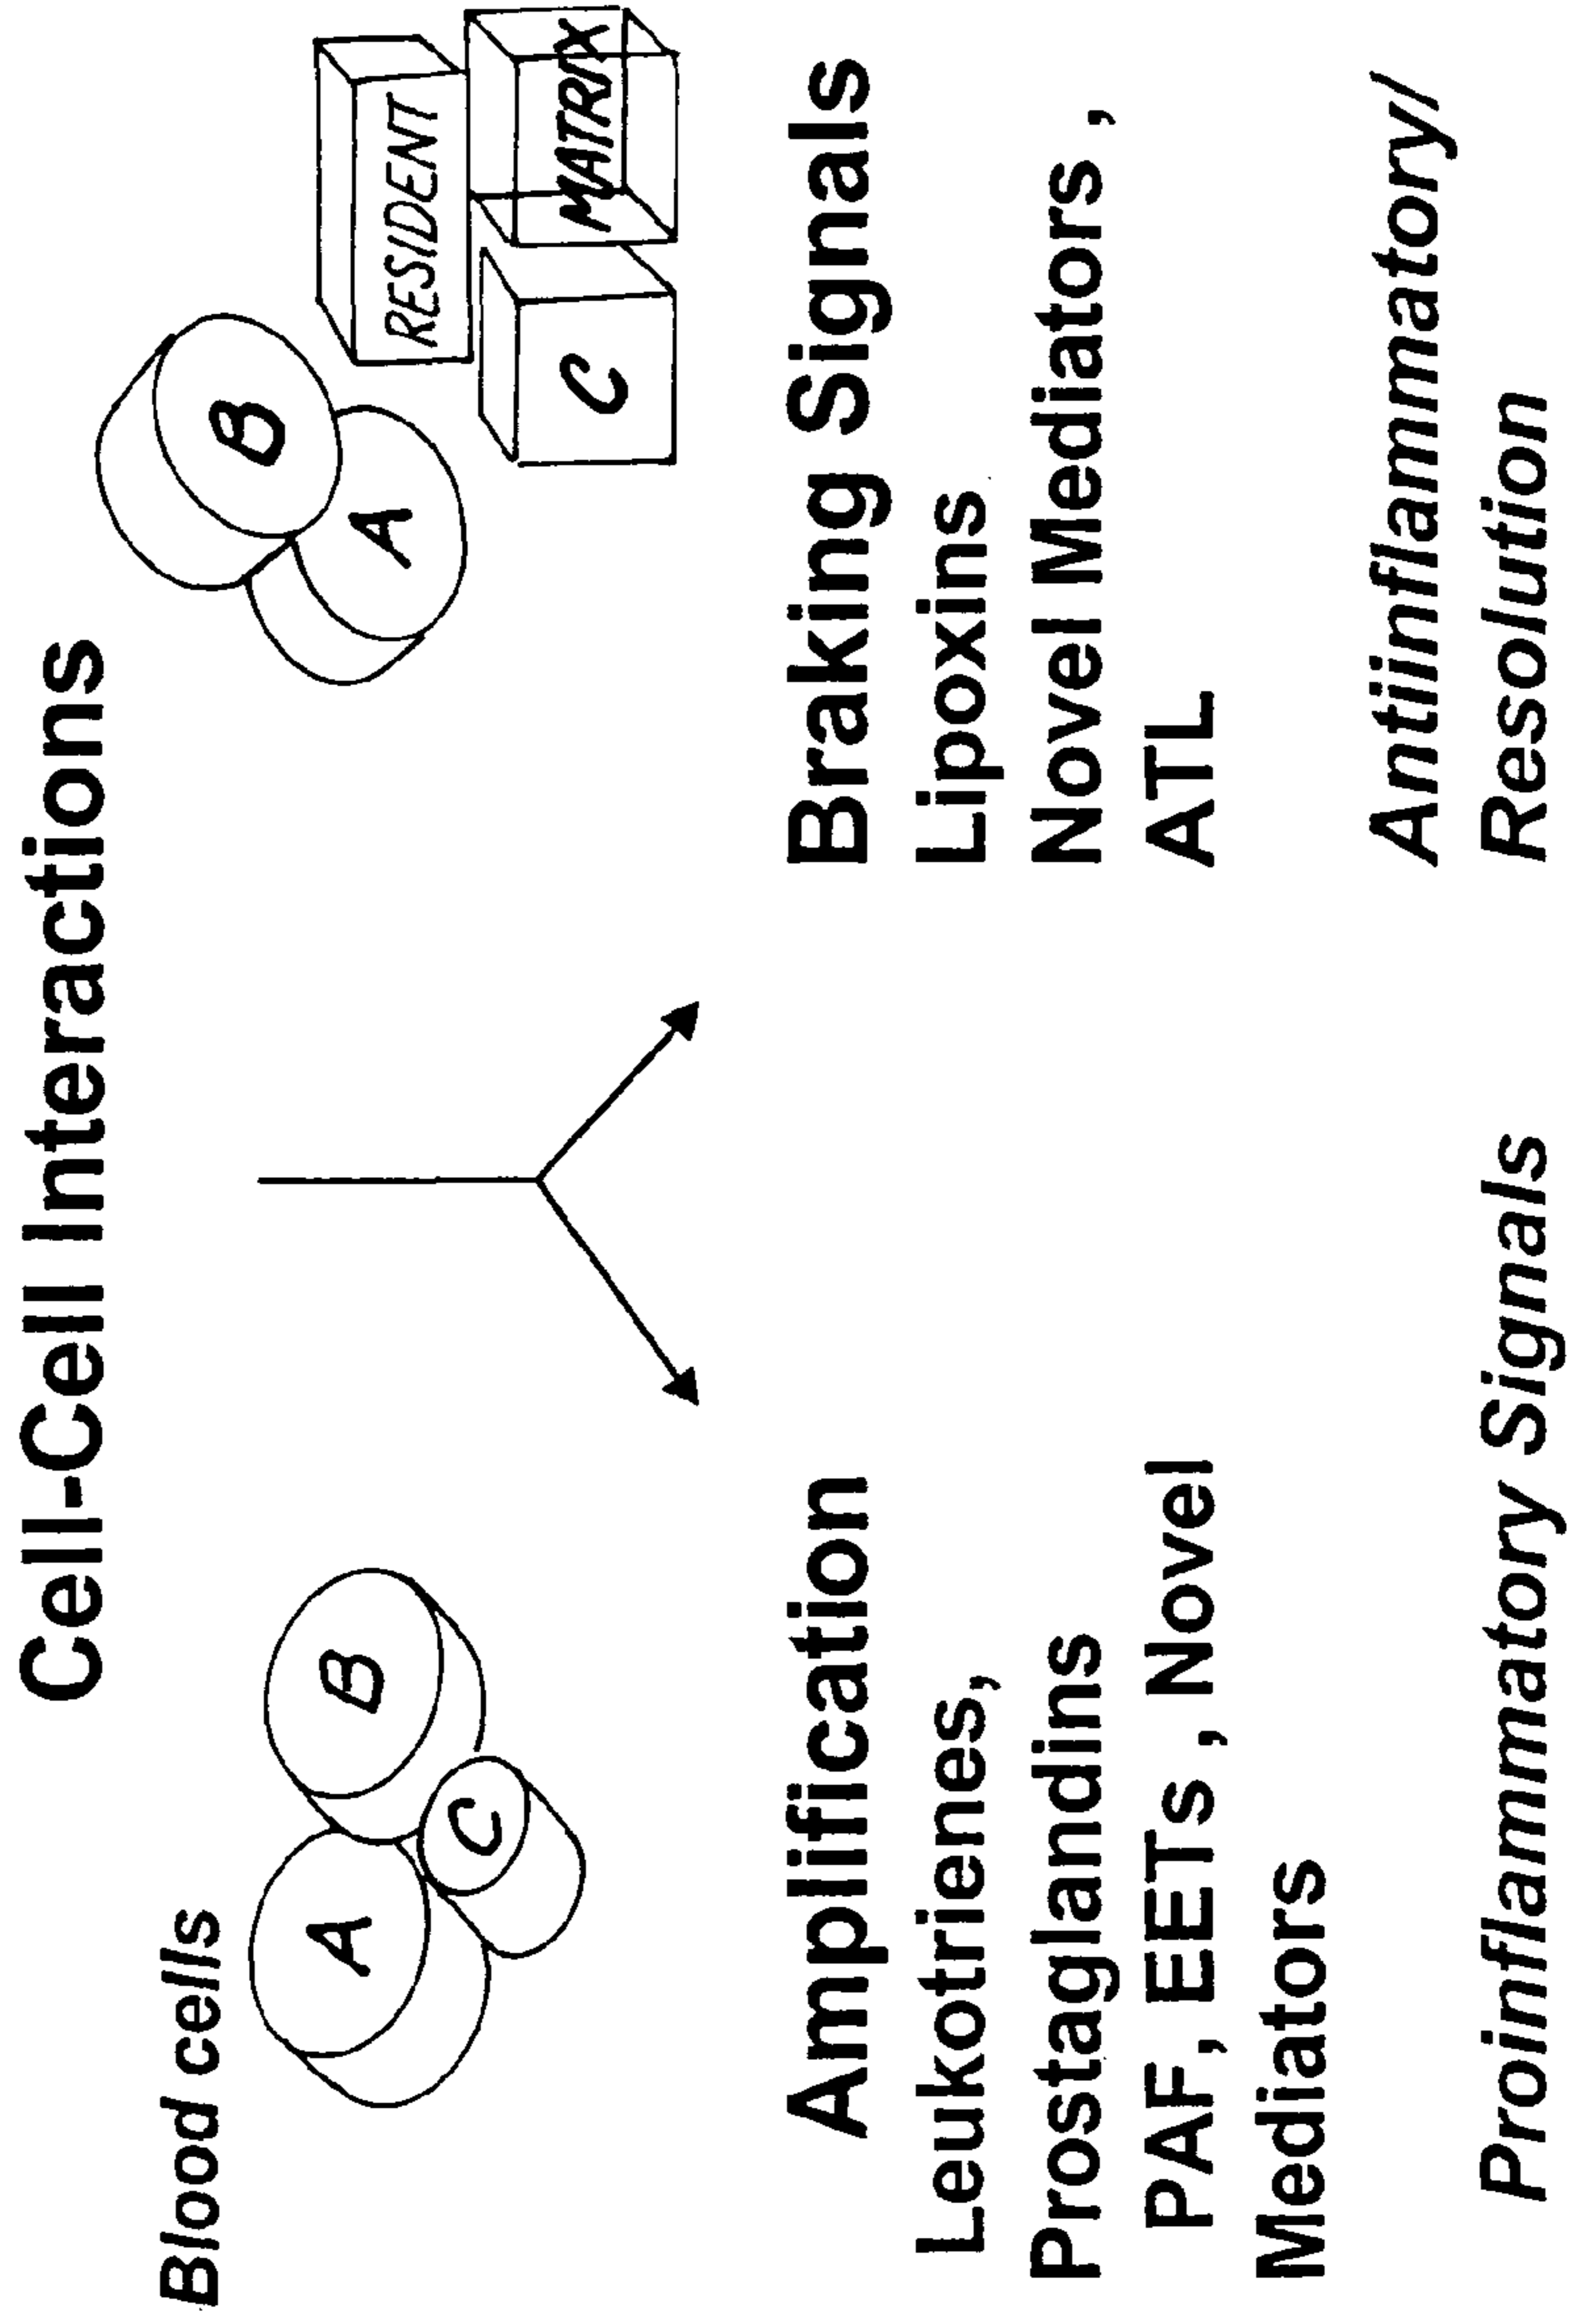 Cell-Cell Interactions
Blood cells
A
B
C
B
A
RESIDENT
C
MATRIX
Amplification
Leukotrienes,
Prostaglandins
PAF, EETs , Novel
Mediators
Proinflammatory Signals
Braking Signals
Lipoxins
Novel Mediators ,
ATL
Antiinflammatory/
Resolution